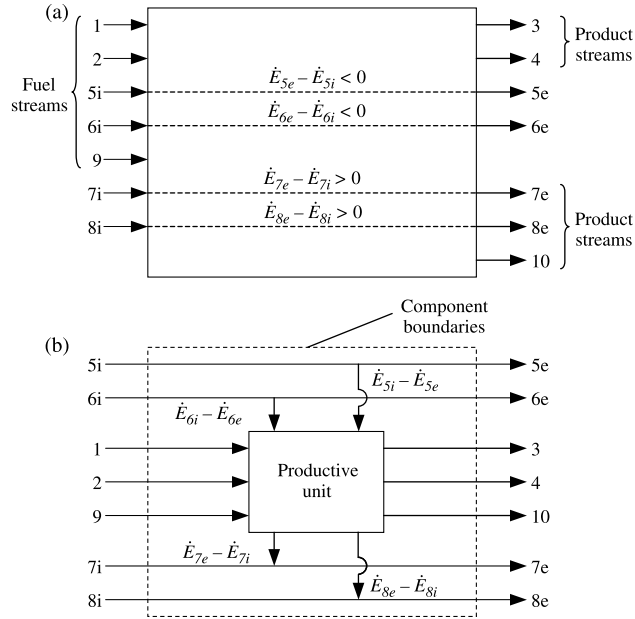 (a)
1
2
5i
6i
9
7i
8i
Fuel
streams
Ė5e – Ė5i < 0
Ė6e – Ė6i < 0
Ė7e – Ė7i > 0
Ė8e – Ė8i > 0
3
4
5e
6e
7e
8e
10
Product
streams
Product
streams
Component
boundaries
(b)
5i
6i
1
2
9
7i
8i
Ė5i – Ė5e
Ė6i – Ė6e
Productive
unit
Ė7e – Ė7i
Ė8e – Ė8i
5e
6e
3
4
10
7e
8e